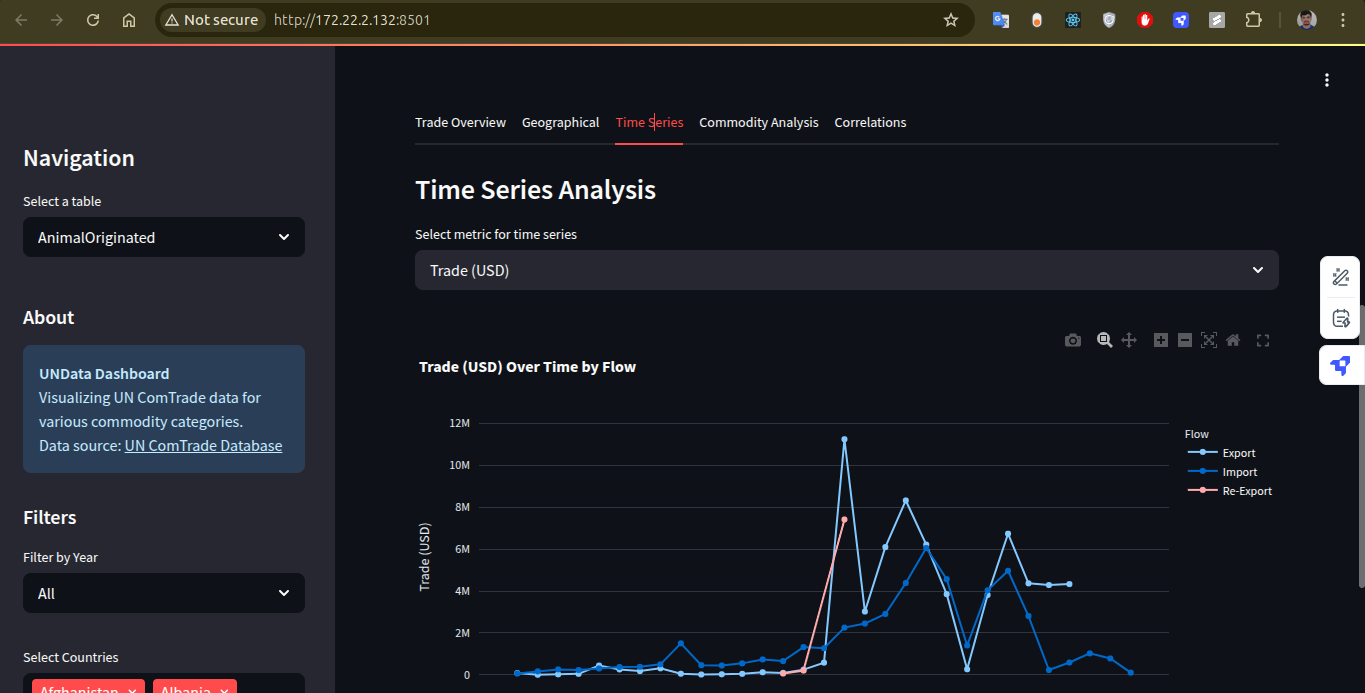 Not secure
http://172.22.2.132:8501
Navigation
Select a table
AnimalOriginated
About
UNData Dashboard
Visualizing UN ComTrade data for
various commodity categories.
Data source: UN ComTrade Database
Filters
Filter by Year
All
Select Countries
Afghanistan ×
Albania ×
Trade Overview
Geographical
Time Series
Commodity Analysis
Correlations
Time Series Analysis
Select metric for time series
Trade (USD)
Trade (USD) Over Time by Flow
12M
10M
8M
6M
4M
2M
0
Trade (USD)
Flow
Export
Import
Re-Export